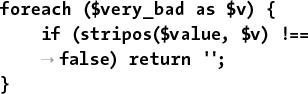 foreach ($very_bad as $v) {
    if (stripos($value, $v) !==
    → false) return '';
}